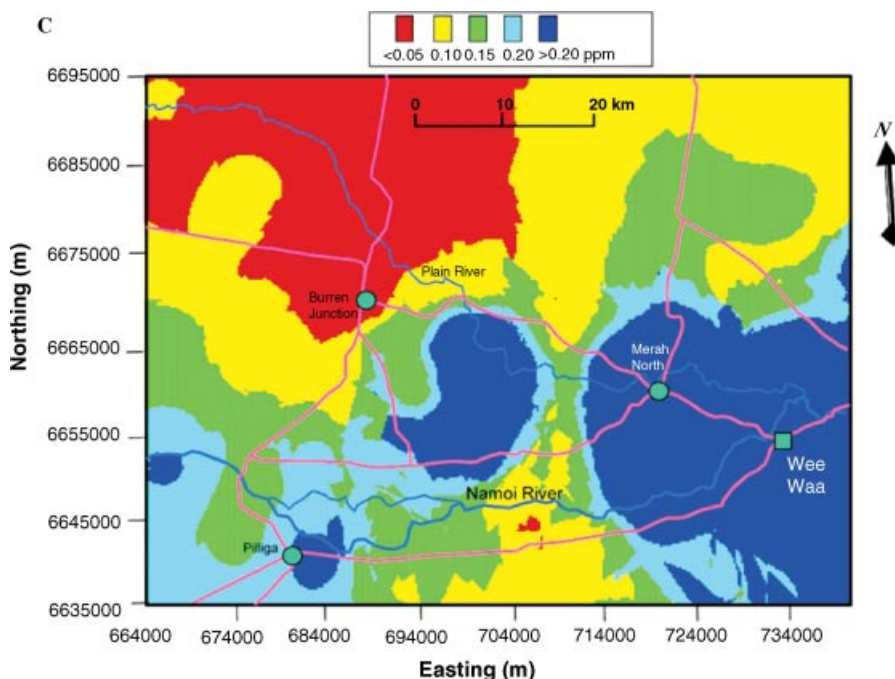 C
<0.05 0.10 0.15 0.20 >0.20 ppm
6695000
0 10 20 km
N
6685000
6675000
Plain River
Burren
Junction
6665000
Merah
North
6655000
Wee
Waa
Namoi River
6645000
Pilliga
6635000
Northing (m)
664000 674000 684000 694000 704000 714000 724000 734000
Easting (m)